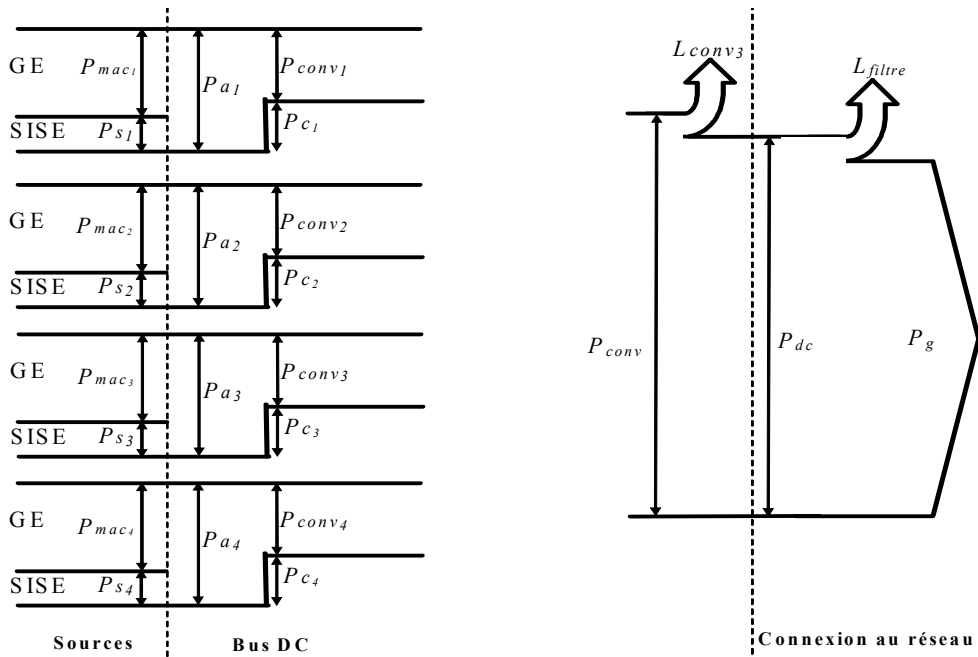 GE
SISE
Pmac1
Ps1
Pa1
Pconv1
Pc1
GE
SISE
Pmac2
Ps2
Pa2
Pconv2
Pc2
GE
SISE
Pmac3
Ps3
Pa3
Pconv3
Pc3
GE
SISE
Pmac4
Ps4
Pa4
Pconv4
Pc4
Sources
Bus DC
Lconv3
Lfiltre
Pconv
Pdc
Pg
Connexion au réseau